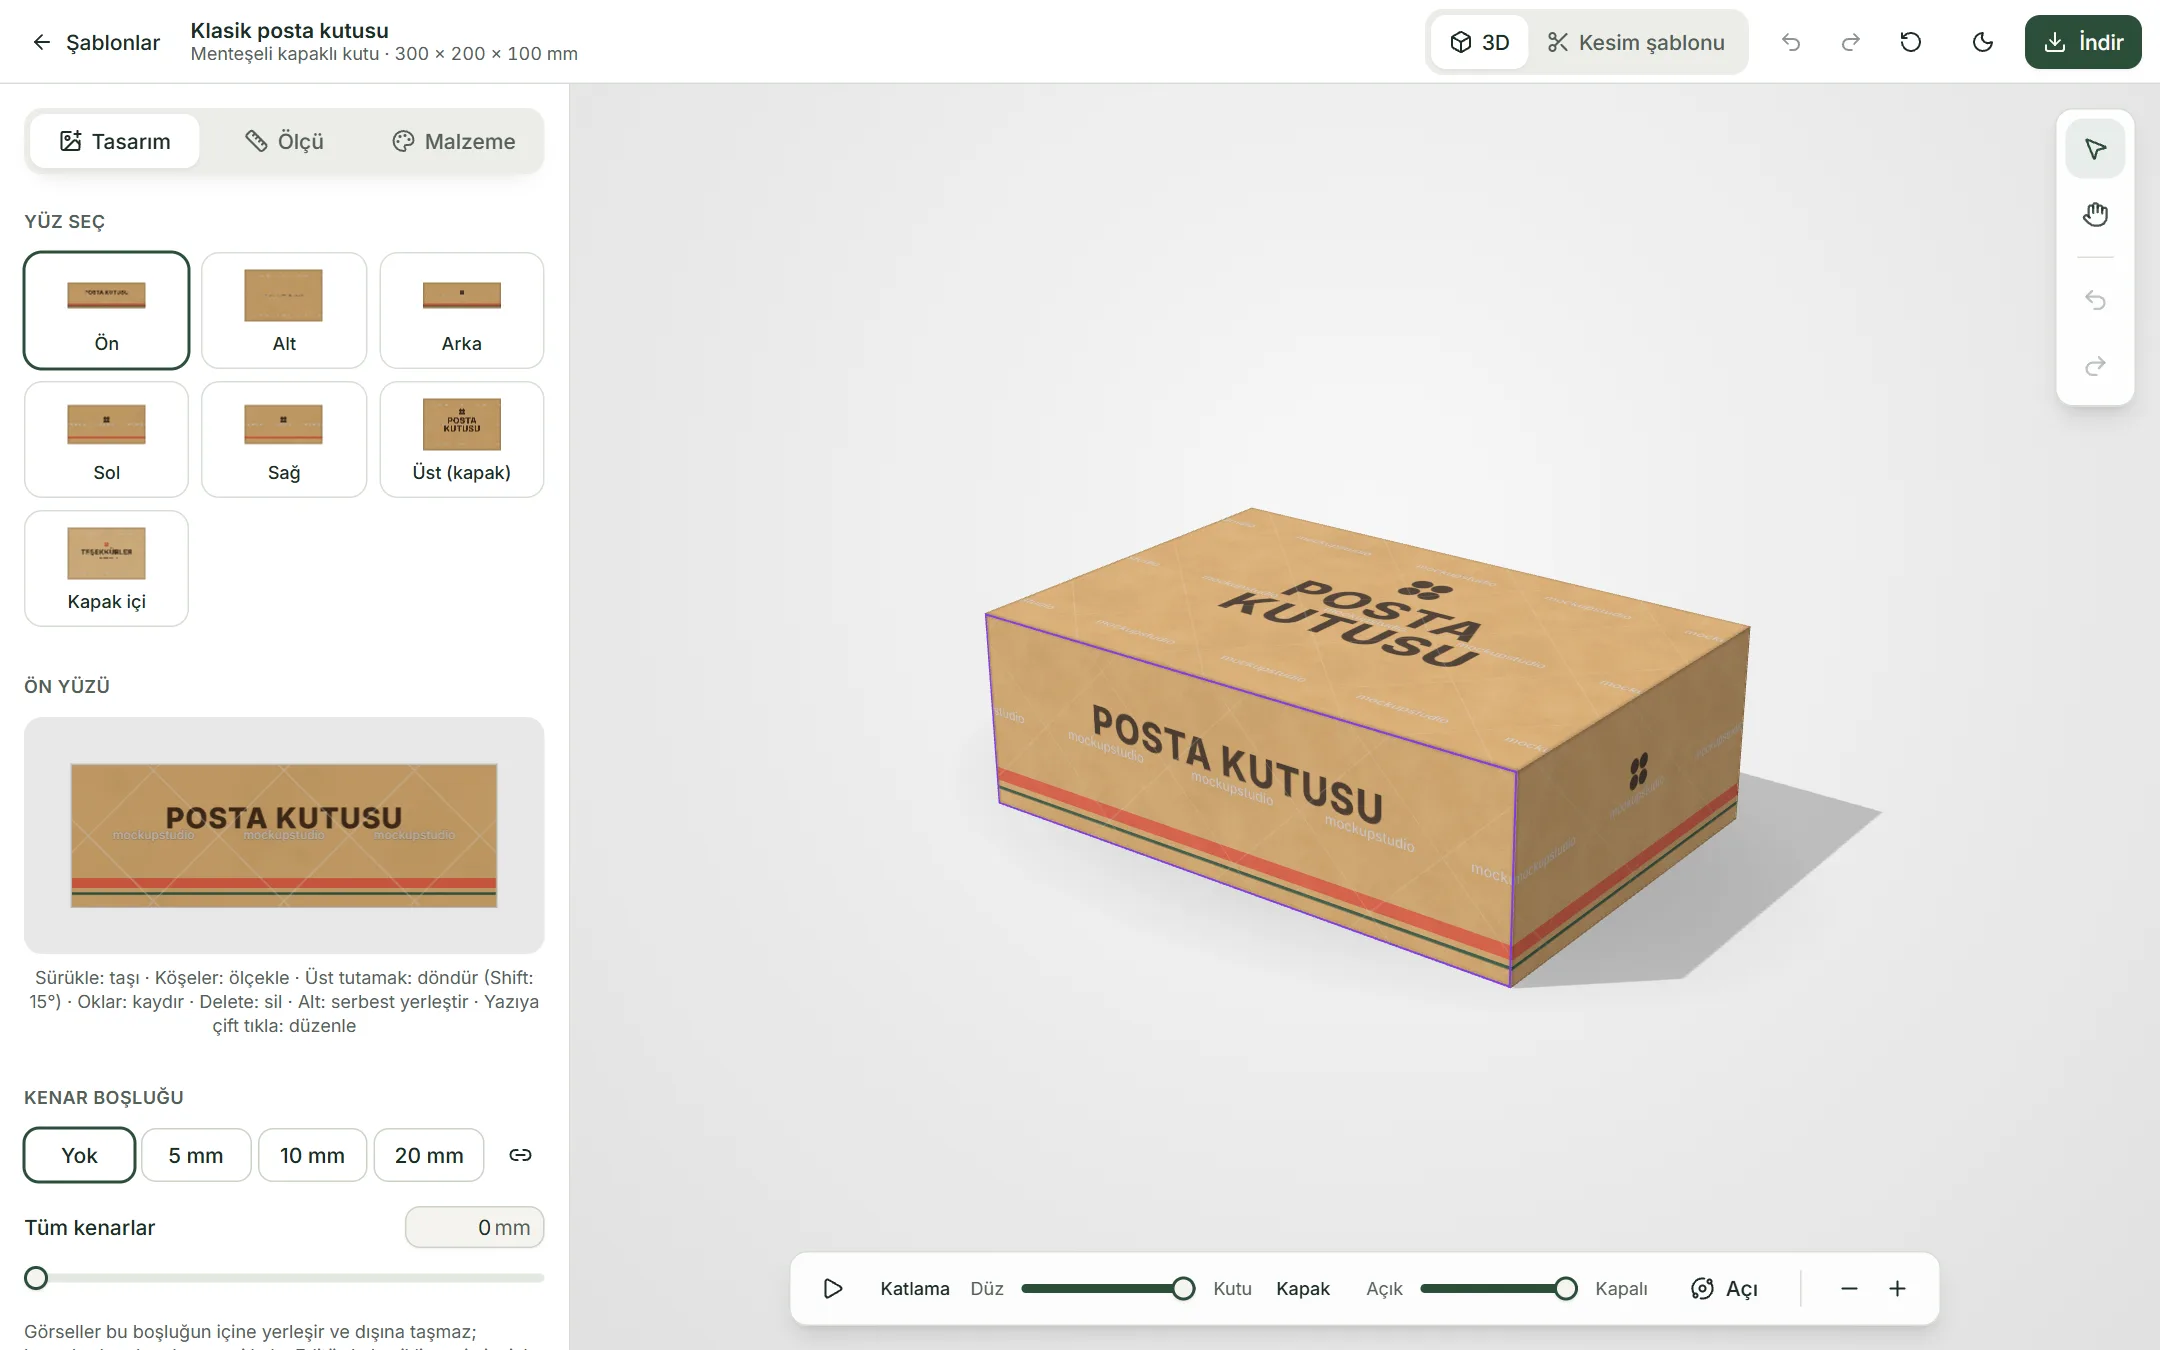 Şablonlar
Klasik posta kutusu
Menteşeli kapaklı kutu · 300 × 200 × 100 mm
3D
Kesim şablonu
İndir
Tasarım
Ölçü
Malzeme
YÜZ SEÇ
POSTA KUTUSU
Ön
Alt
Arka
Sol
Sağ
POSTA
KUTUSU
Üst (kapak)
TEŞEKKÜRLER
Kapak içi
ÖN YÜZÜ
POSTA KUTUSU
mockupstudio mockupstudio mockupstudio
Sürükle: taşı · Köşeler: ölçekle · Üst tutamak: döndür (Shift:
15°) · Oklar: kaydır · Delete: sil · Alt: serbest yerleştir · Yazıya
çift tıkla: düzenle
KENAR BOŞLUĞU
Yok
5 mm
10 mm
20 mm
Tüm kenarlar
0 mm
Görseller bu boşluğun içine yerleşir ve dışına taşmaz;
POSTA
KUTUSU
POSTA KUTUSU
mockupstudio
mockupstudio
mockupstudio
Katlama
Düz
Kutu
Kapak
Açık
Kapalı
Açı